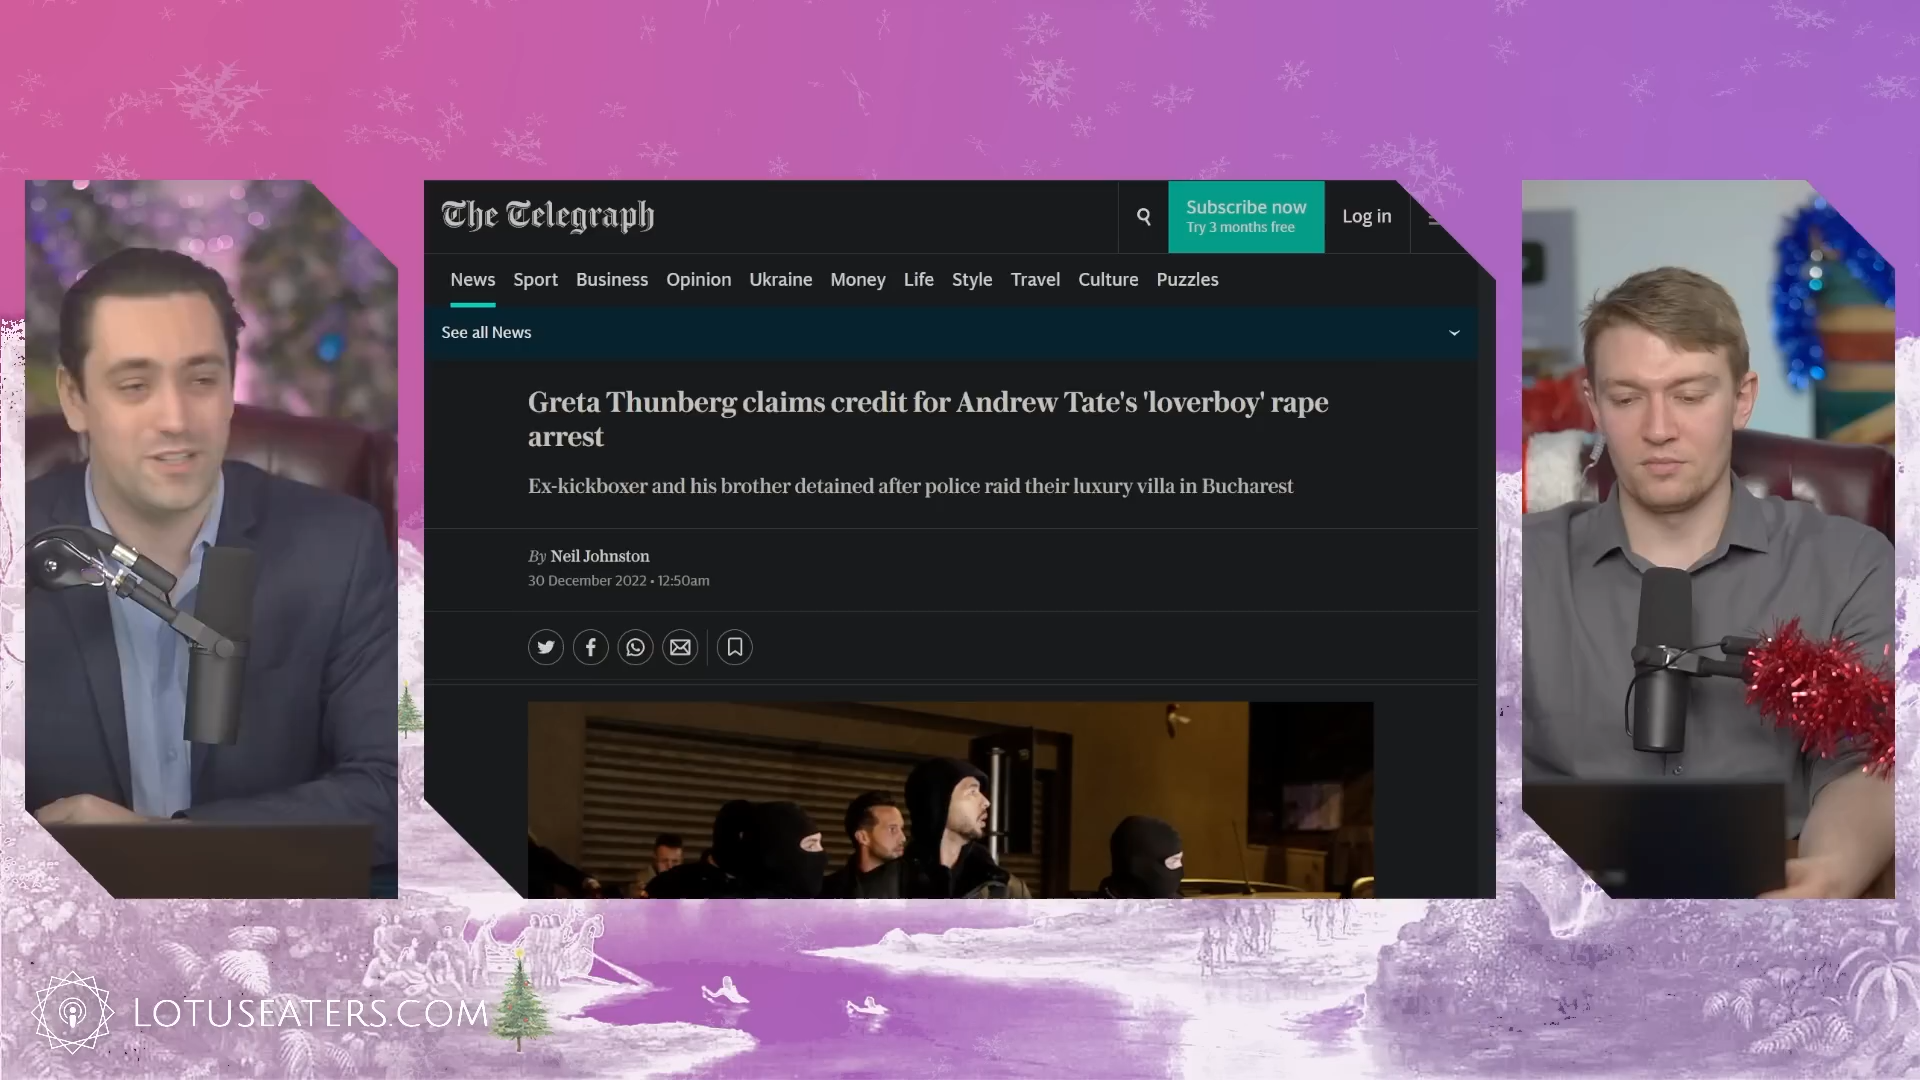 The Telegraph
Subscribe now
Try 3 months free
Log in
News Sport Business Opinion Ukraine Money Life Style Travel Culture Puzzles
See all News
Greta Thunberg claims credit for Andrew Tate's 'loverboy' rape
arrest
Ex-kickboxer and his brother detained after police raid their luxury villa in Bucharest
By Neil Johnston
30 December 2022 • 12:50am
LOTUSEATERS.COM